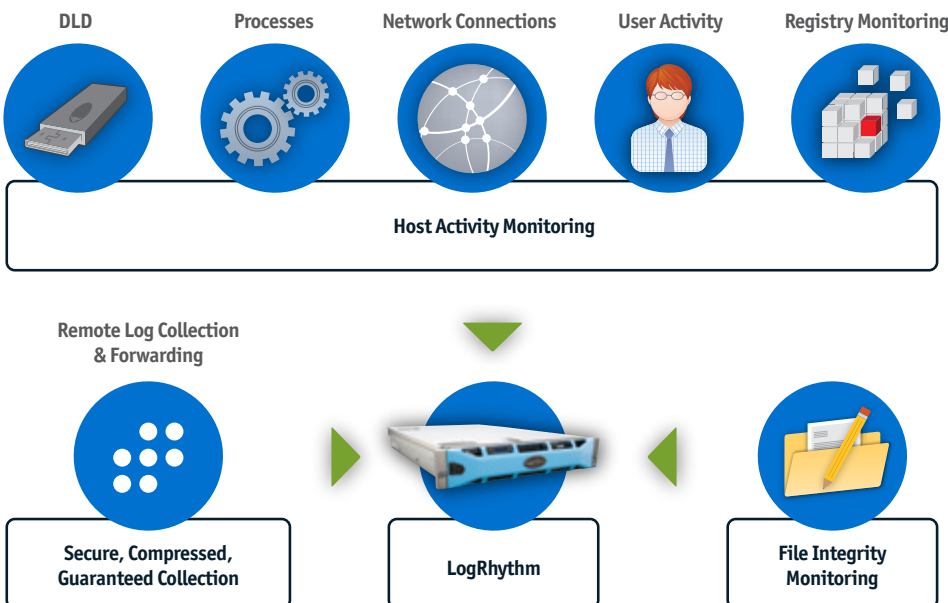 DLD
Processes
Network Connections
User Activity
Registry Monitoring
Host Activity Monitoring
Remote Log Collection
& Forwarding
Secure, Compressed,
Guaranteed Collection
LogRhythm
File Integrity
Monitoring